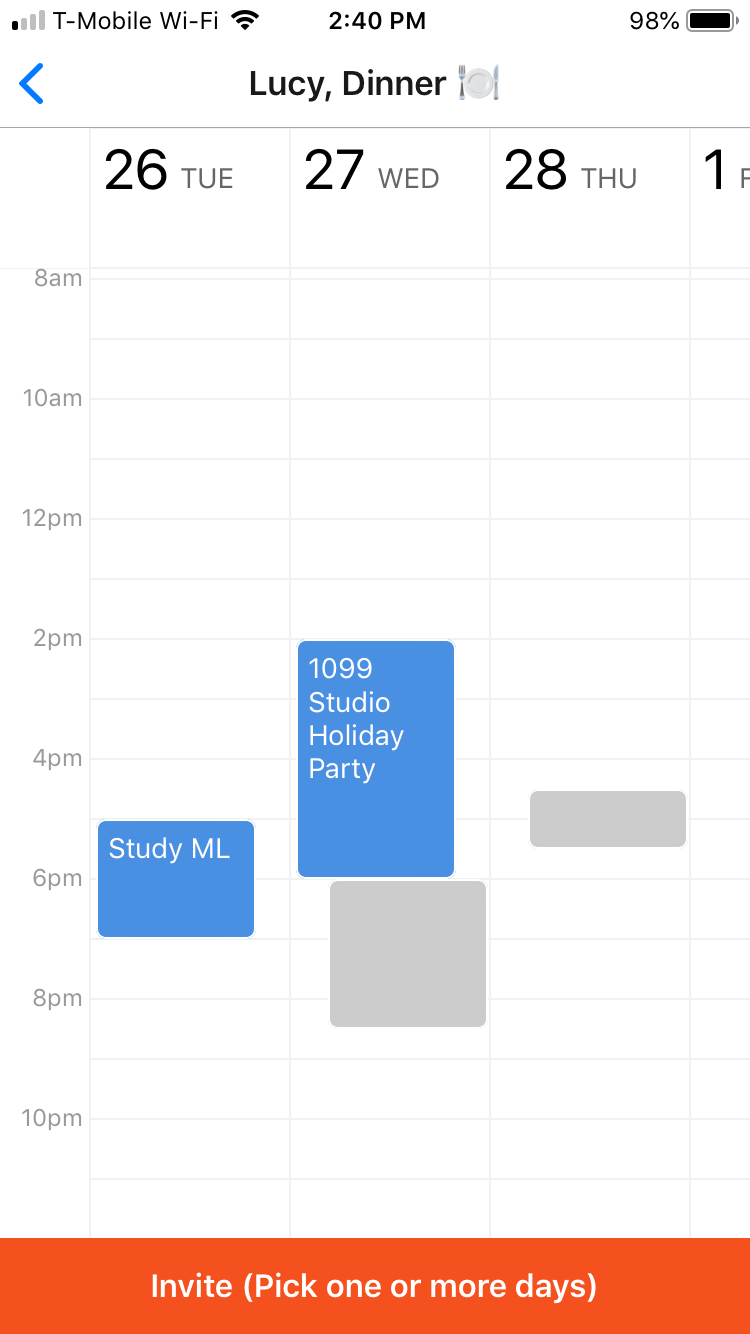 T-Mobile Wi-Fi 2:40 PM 98%
Lucy, Dinner 🍽
26 TUE 27 WED 28 THU 1 F
8am
10am
12pm
2pm
1099
Studio
Holiday
Party
4pm
Study ML
6pm
8pm
10pm
Invite (Pick one or more days)